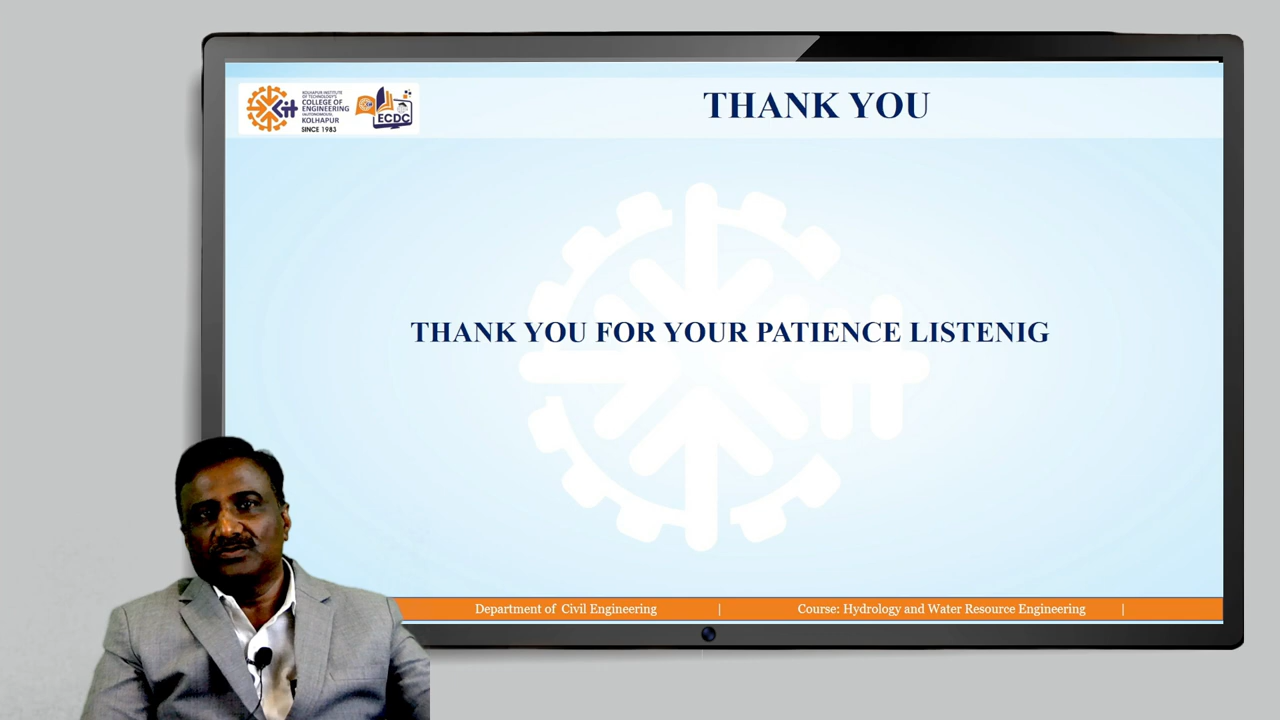 KOLHAPUR INSTITUTE
OF TECHNOLOGY'S
COLLEGE OF
ENGINEERING
(AUTONOMOUS),
KOLHAPUR
SINCE 1983
ECDC
THANK YOU
THANK YOU FOR YOUR PATIENCE LISTENIG
Department of Civil Engineering | Course: Hydrology and Water Resource Engineering |